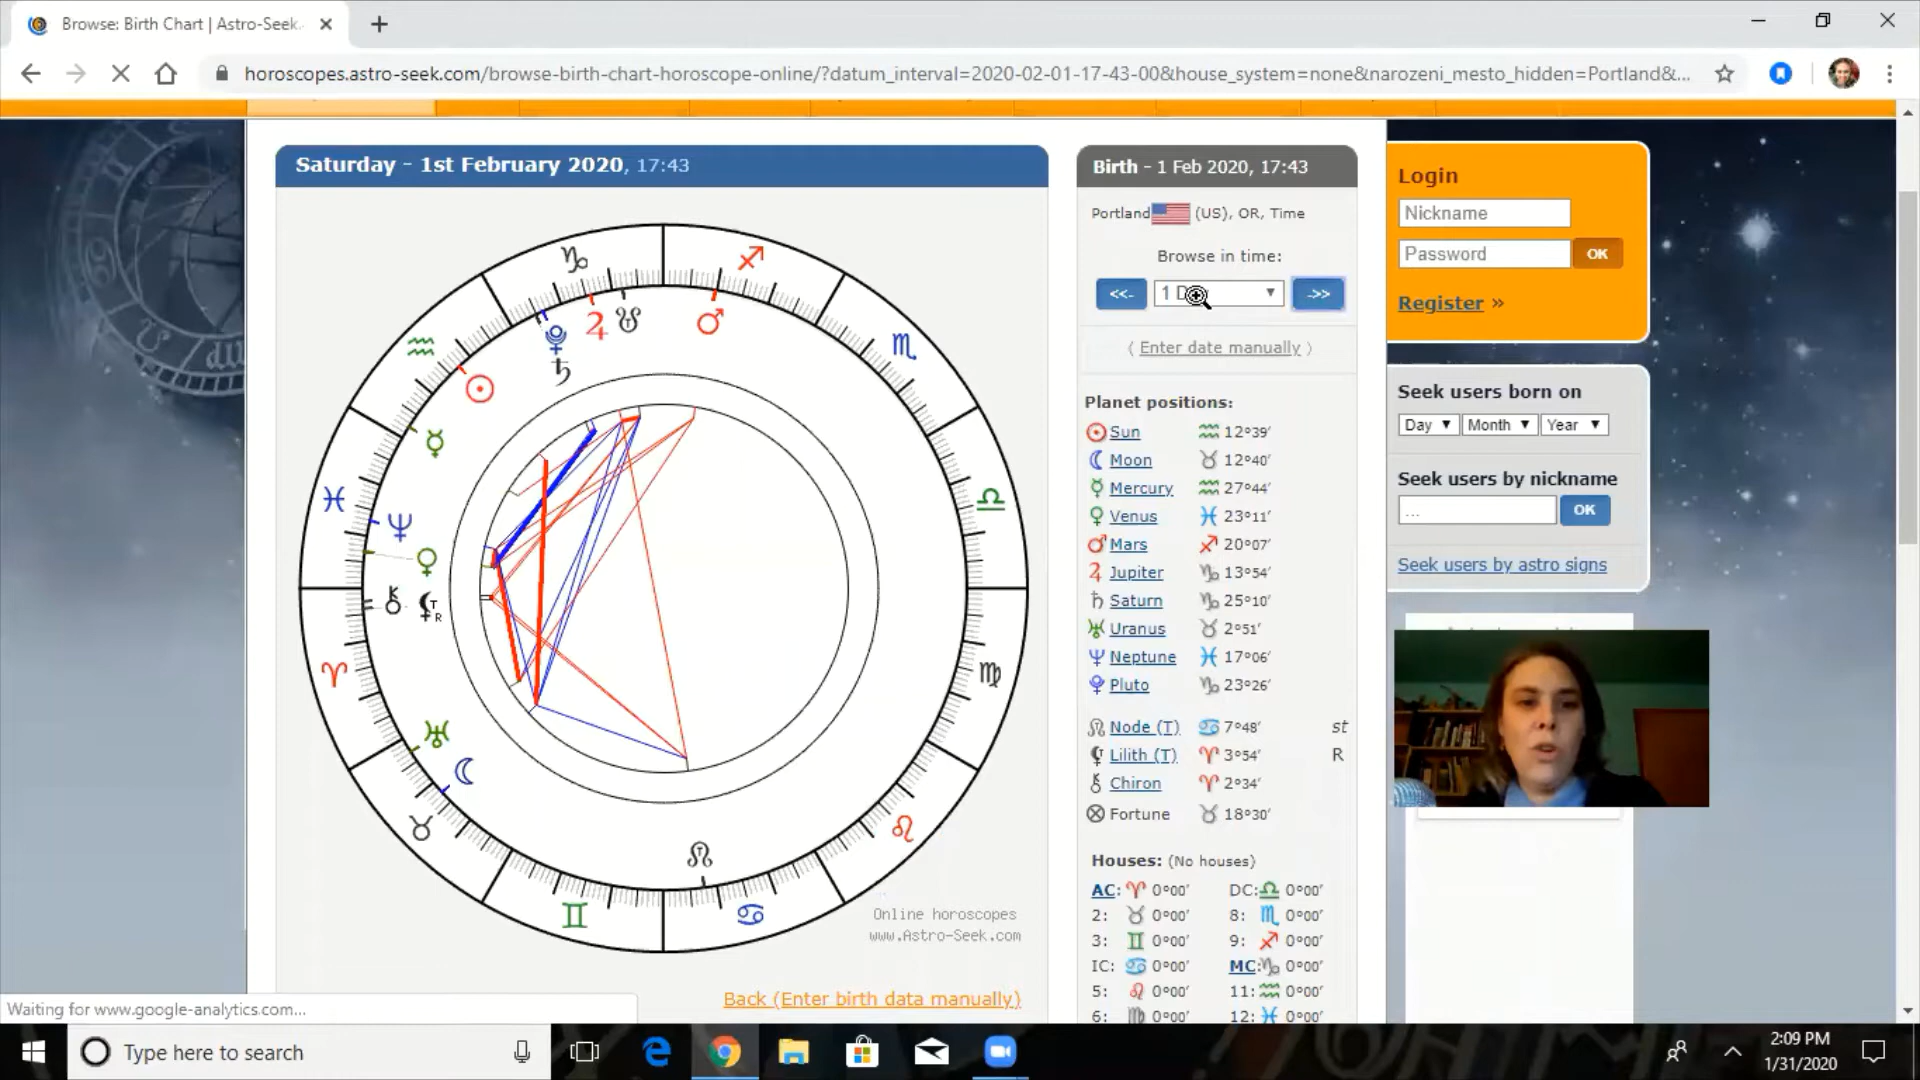 Browse: Birth Chart | Astro-Seek.
horoscopes.astro-seek.com/browse-birth-chart-horoscope-online/?datum_interval=2020-02-01-17-43-00&house_system=none&narozeni_mesto_hidden=Portland&...
Saturday - 1st February 2020, 17:43
Online horoscopes
www.Astro-Seek.com
Back (Enter birth data manually)
Birth - 1 Feb 2020, 17:43
Portland (US), OR, Time
Browse in time:
<<- 1 D ->>
( Enter date manually )
Planet positions:
Sun ♒ 12°39'
Moon ♉ 12°40'
Mercury ♒ 27°44'
Venus ♓ 23°11'
Mars ♐ 20°07'
Jupiter ♑ 13°54'
Saturn ♑ 25°10'
Uranus ♉ 2°51'
Neptune ♓ 17°06'
Pluto ♑ 23°26'
Node (T) ♋ 7°48' st
Lilith (T) ♈ 3°54' R
Chiron ♈ 2°34'
Fortune ♉ 18°30'
Houses: (No houses)
AC: ♈ 0°00' DC: ♎ 0°00'
2: ♉ 0°00' 8: ♏ 0°00'
3: ♊ 0°00' 9: ♐ 0°00'
IC: ♋ 0°00' MC: ♑ 0°00'
5: ♌ 0°00' 11: ♒ 0°00'
6: ♍ 0°00' 12: ♓ 0°00'
Login
Nickname
Password OK
Register »
Seek users born on
Day Month Year
Seek users by nickname
... OK
Seek users by astro signs
Waiting for www.google-analytics.com...
Type here to search
2:09 PM
1/31/2020